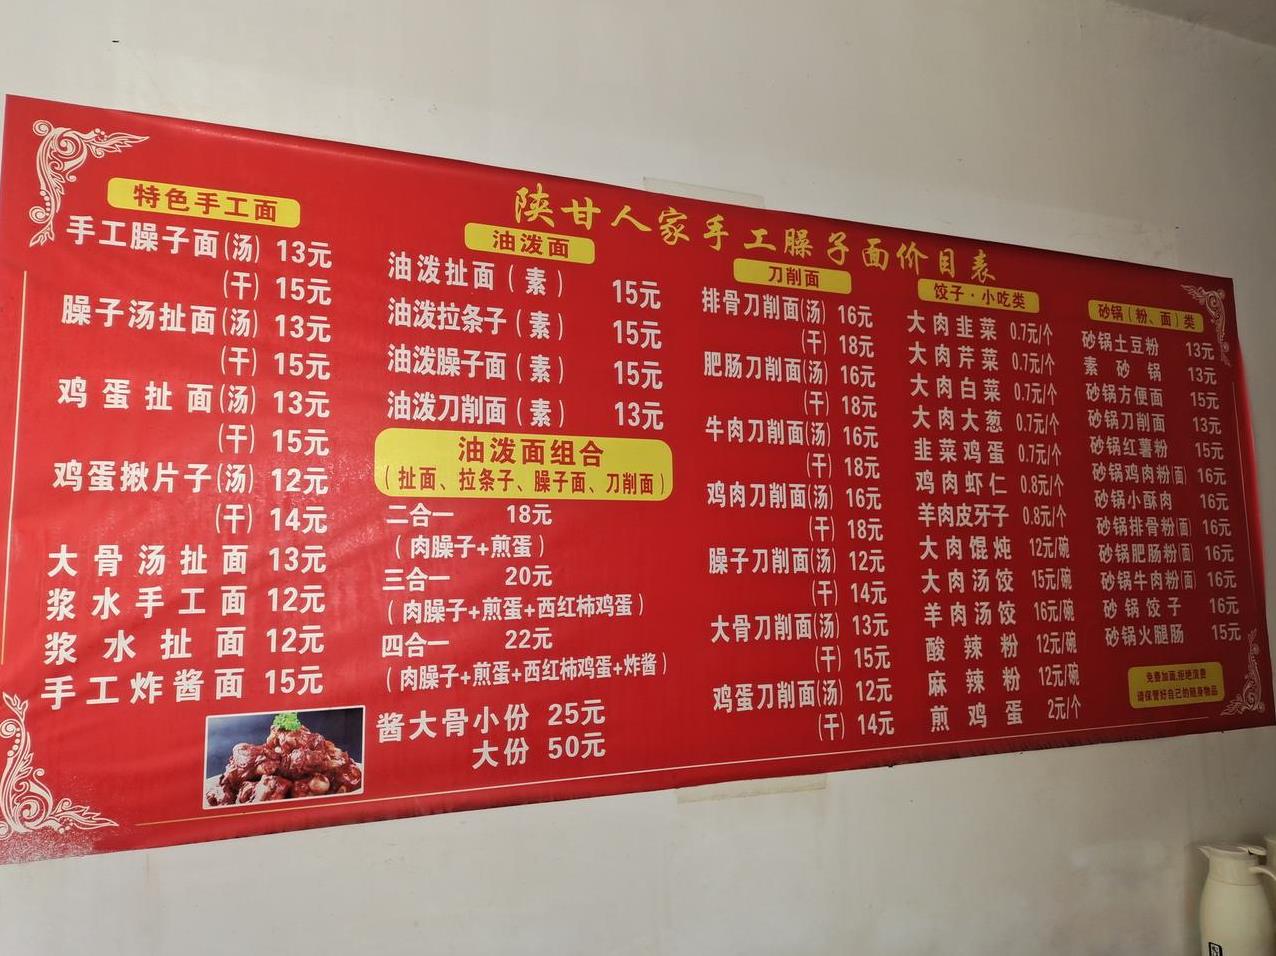 陕甘人家手工臊子面价目表
特色手工面
手工臊子面(汤) 13元
(干) 15元
臊子汤扯面(汤) 13元
(干) 15元
鸡蛋扯面(汤) 13元
(干) 15元
鸡蛋揪片子(汤) 12元
(干) 14元
大骨汤扯面 13元
浆水手工面 12元
浆水扯面 12元
手工炸酱面 15元
油泼面
油泼扯面(素) 15元
油泼拉条子(素) 15元
油泼臊子面(素) 15元
油泼刀削面(素) 13元
油泼面组合
(扯面、拉条子、臊子面、刀削面)
二合一 18元
(肉臊子+煎蛋)
三合一 20元
(肉臊子+煎蛋+西红柿鸡蛋)
四合一 22元
(肉臊子+煎蛋+西红柿鸡蛋+炸酱)
酱大骨小份 25元
大份 50元
刀削面
排骨刀削面(汤) 16元
(干) 18元
肥肠刀削面(汤) 16元
(干) 18元
牛肉刀削面(汤) 16元
(干) 18元
鸡肉刀削面(汤) 16元
(干) 18元
臊子刀削面(汤) 12元
(干) 14元
大骨刀削面(汤) 13元
(干) 15元
鸡蛋刀削面(汤) 12元
(干) 14元
饺子·小吃类
大肉韭菜 0.7元/个
大肉芹菜 0.7元/个
大肉白菜 0.7元/个
大肉大葱 0.7元/个
韭菜鸡蛋 0.7元/个
鸡肉虾仁 0.8元/个
羊肉皮牙子 0.8元/个
大肉馄炖 12元/碗
大肉汤饺 15元/碗
羊肉汤饺 16元/碗
酸辣粉 12元/碗
麻辣粉 12元/碗
煎鸡蛋 2元/个
砂锅(粉、面)类
砂锅土豆粉 13元
素砂锅 13元
砂锅方便面 15元
砂锅刀削面 13元
砂锅红薯粉 15元
砂锅鸡肉粉(面) 16元
砂锅小酥肉 16元
砂锅排骨粉(面) 16元
砂锅肥肠粉(面) 16元
砂锅牛肉粉(面) 16元
砂锅饺子 16元
砂锅火腿肠 15元
免费加面,拒绝浪费
请保管好自己的随身物品